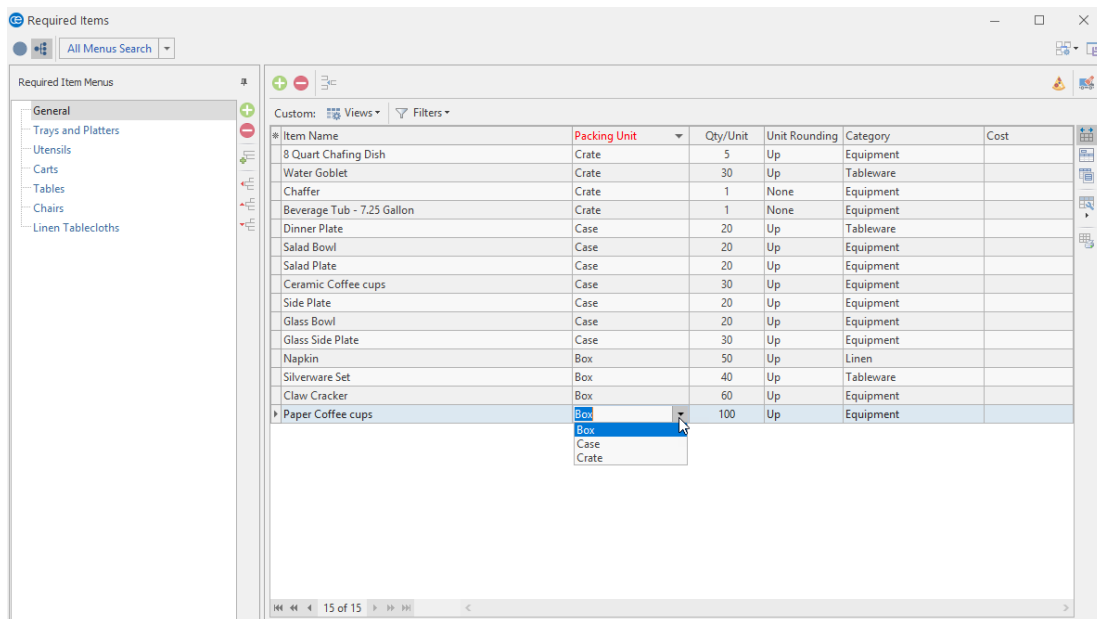 Required Items
All Menus Search
Required Item Menus
General
Trays and Platters
Utensils
Carts
Tables
Chairs
Linen Tablecloths
Custom: Views Filters
Item Name Packing Unit Qty/Unit Unit Rounding Category Cost
8 Quart Chafing Dish Crate 5 Up Equipment
Water Goblet Crate 30 Up Tableware
Chaffer Crate 1 None Equipment
Beverage Tub - 7.25 Gallon Crate 1 None Equipment
Dinner Plate Case 20 Up Tableware
Salad Bowl Case 20 Up Equipment
Salad Plate Case 20 Up Equipment
Ceramic Coffee cups Case 30 Up Equipment
Side Plate Case 20 Up Equipment
Glass Bowl Case 20 Up Equipment
Glass Side Plate Case 30 Up Equipment
Napkin Box 50 Up Linen
Silverware Set Box 40 Up Tableware
Claw Cracker Box 60 Up Equipment
Paper Coffee cups Box 100 Up Equipment
Box
Case
Crate
15 of 15